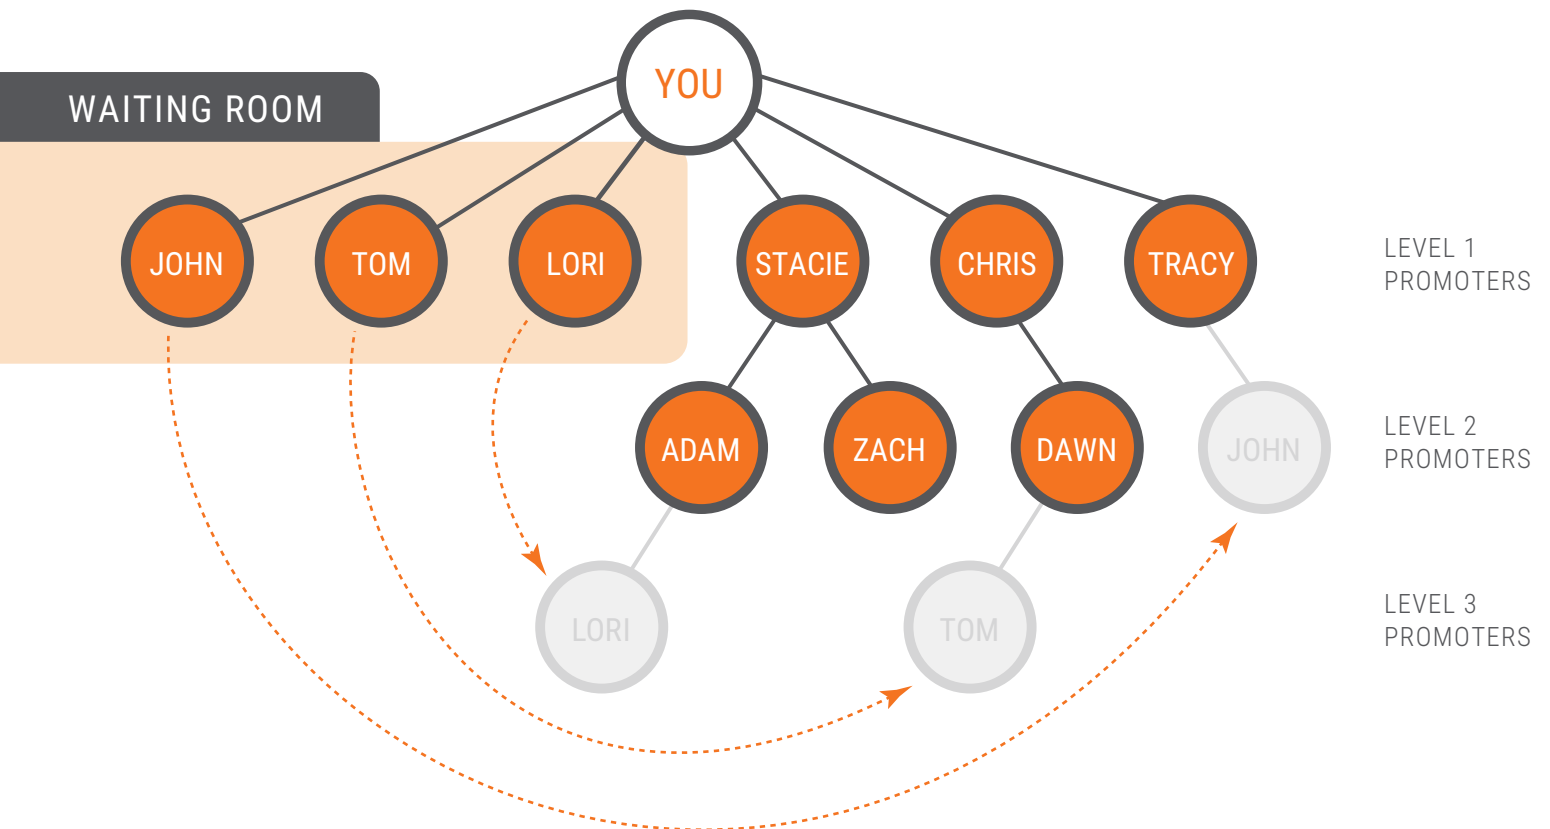 YOU
WAITING ROOM
JOHN
TOM
LORI
STACIE
CHRIS
TRACY
LEVEL 1
PROMOTERS
ADAM
ZACH
DAWN
JOHN
LEVEL 2
PROMOTERS
LORI
TOM
LEVEL 3
PROMOTERS